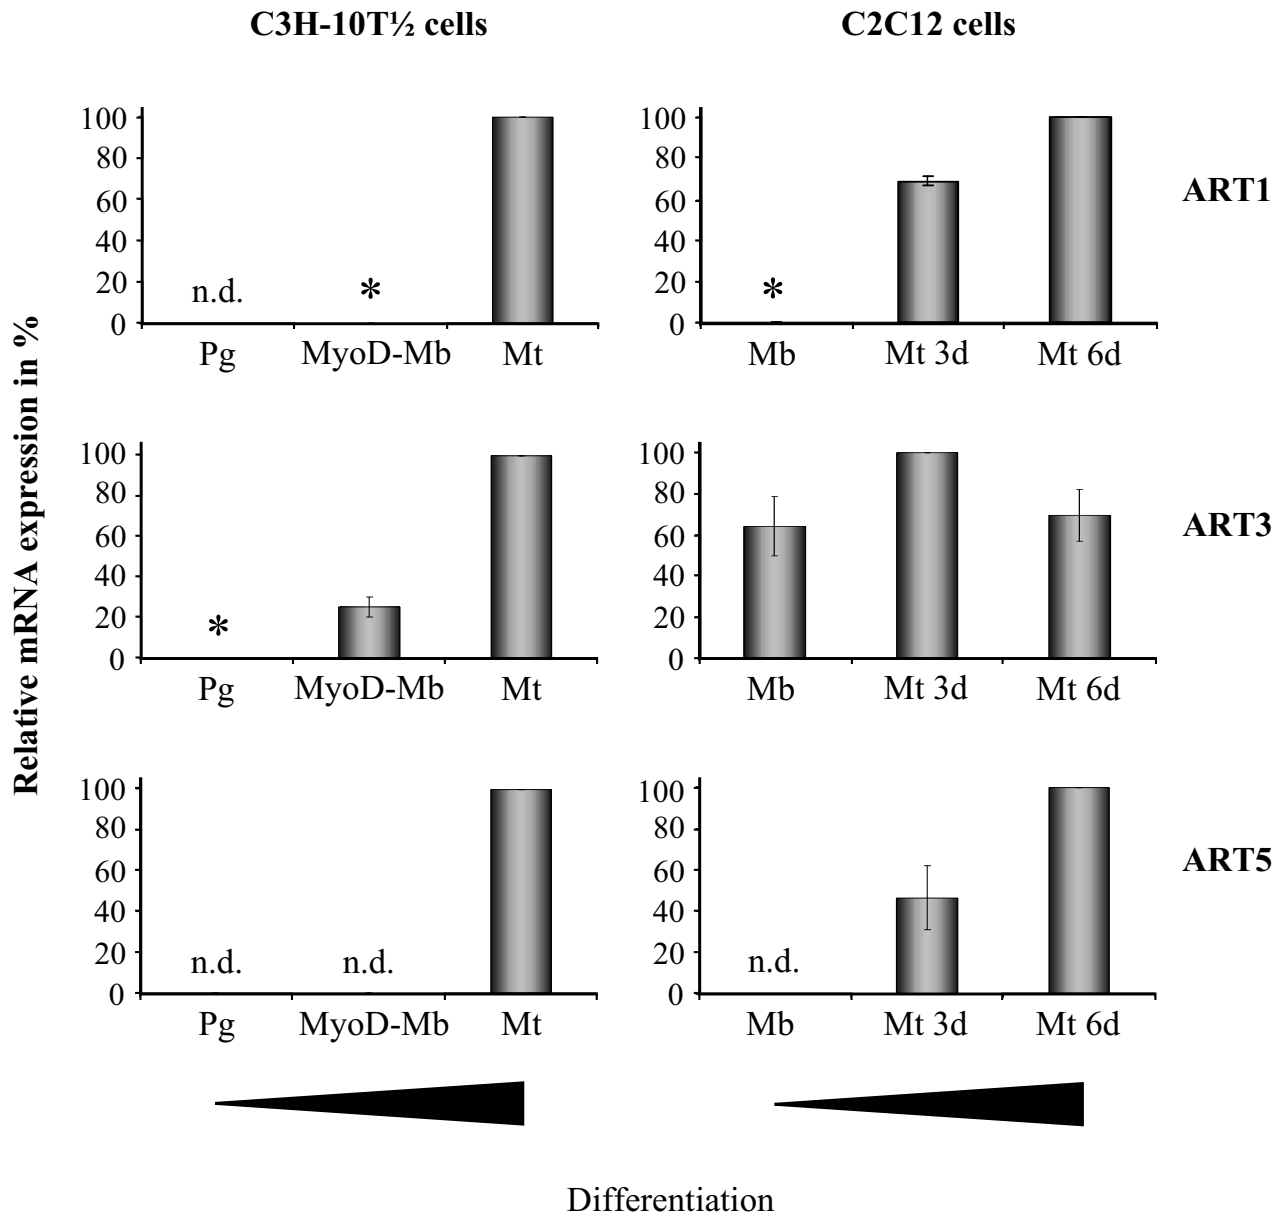 C3H-10T½ cells
C2C12 cells
Relative mRNA expression in %
100
80
60
40
20
0
n.d.
*
Pg
MyoD-Mb
Mt
100
80
60
40
20
0
*
Mb
Mt 3d
Mt 6d
ART1
100
80
60
40
20
0
*
Pg
MyoD-Mb
Mt
100
80
60
40
20
0
Mb
Mt 3d
Mt 6d
ART3
100
80
60
40
20
0
n.d.
n.d.
Pg
MyoD-Mb
Mt
100
80
60
40
20
0
n.d.
Mb
Mt 3d
Mt 6d
ART5
Differentiation